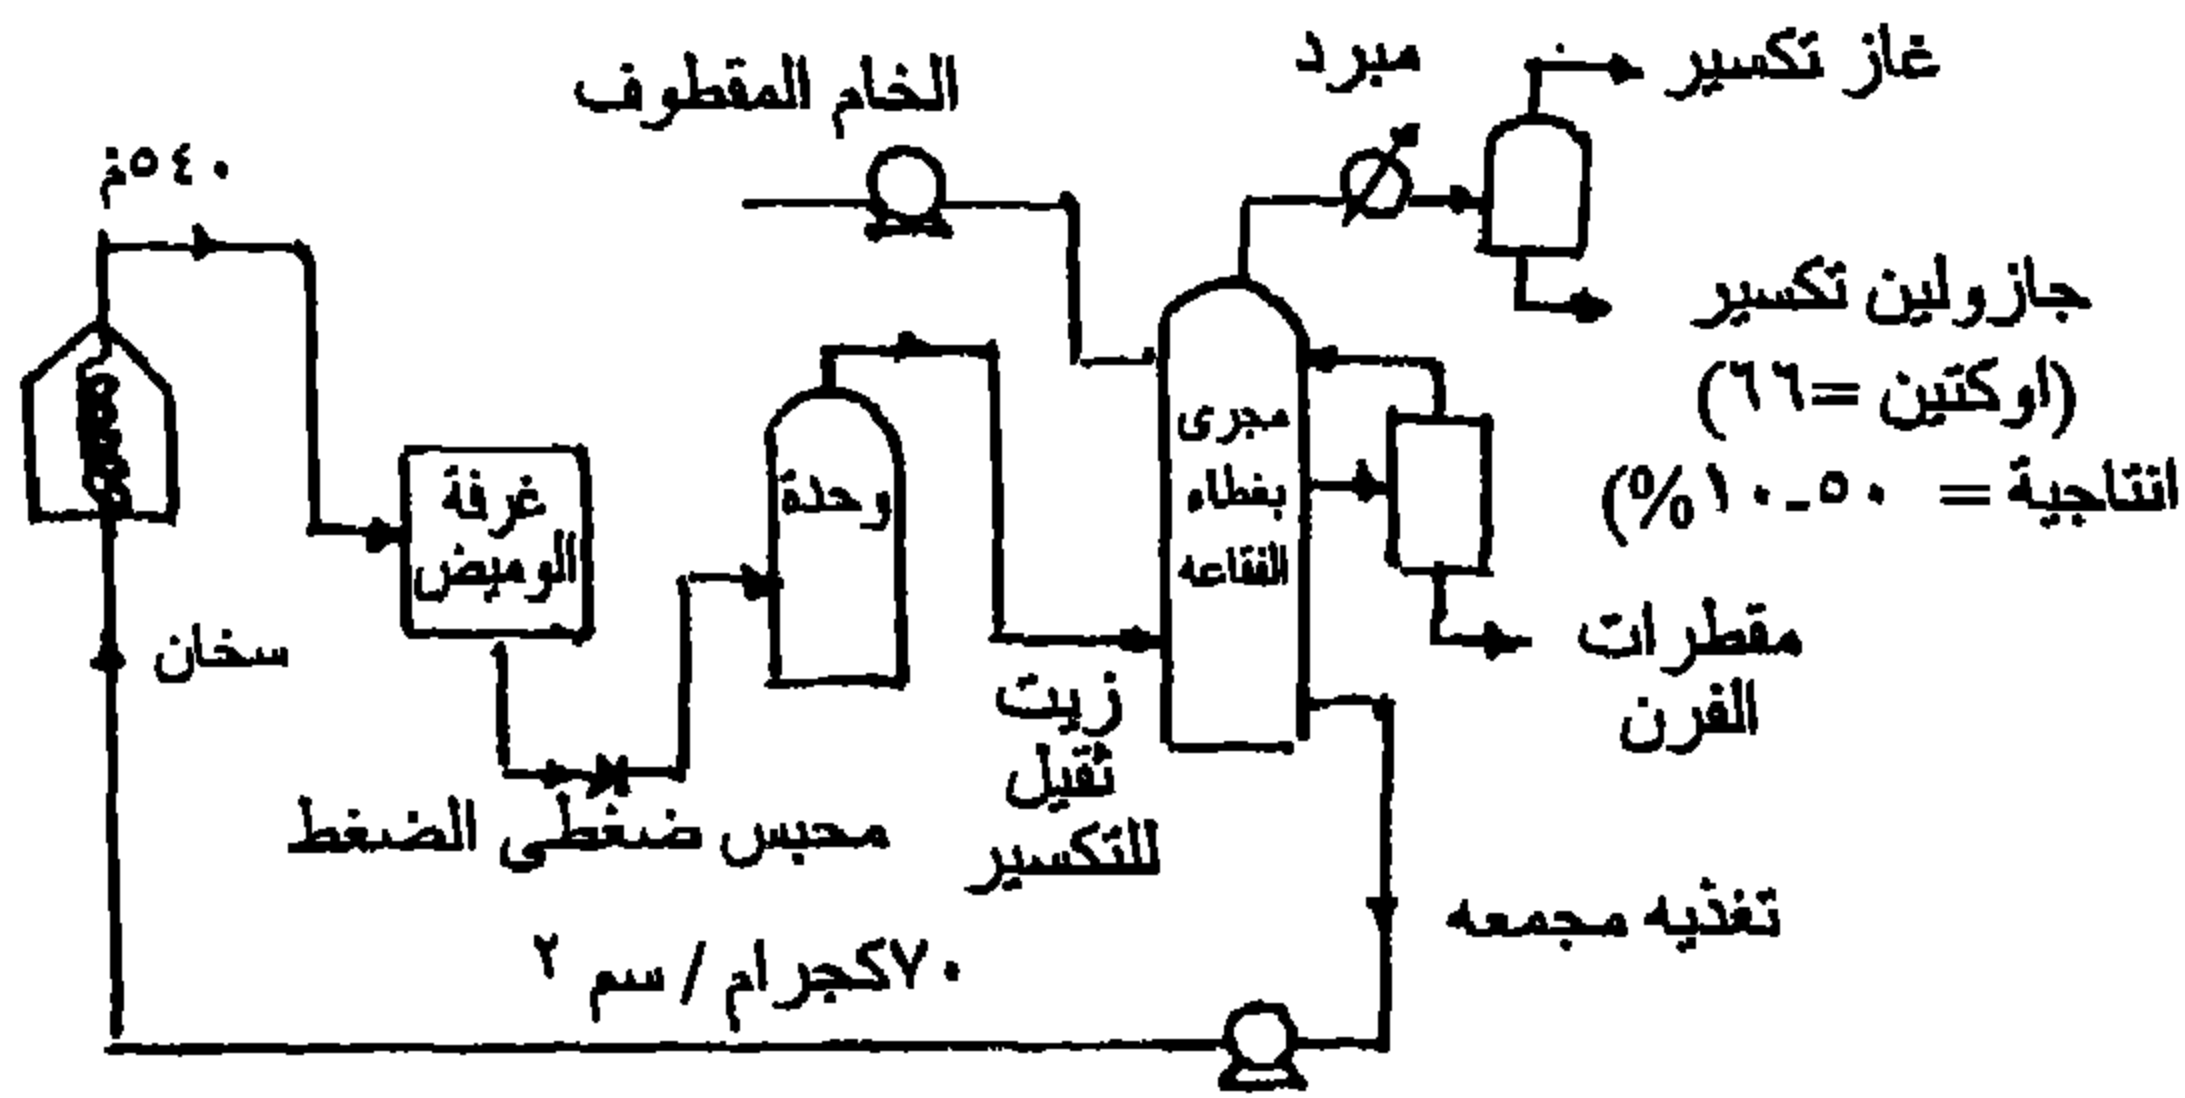 غاز تكسير
مبرد
الخام المقطوف
٥٤٠م
جازولين تكسير
(اوكتين =٦٦)
انتاجية = ٥٠-١٠%)
مجرى
بغطاء
الفقاعه
وحدة
غرفة
الوميض
سخان
مقطرات
الفرن
زيت
ثقيل
للتكسير
محبس ضغطى الضغط
٧٠كجرام / سم ٢
تغذيه مجمعه